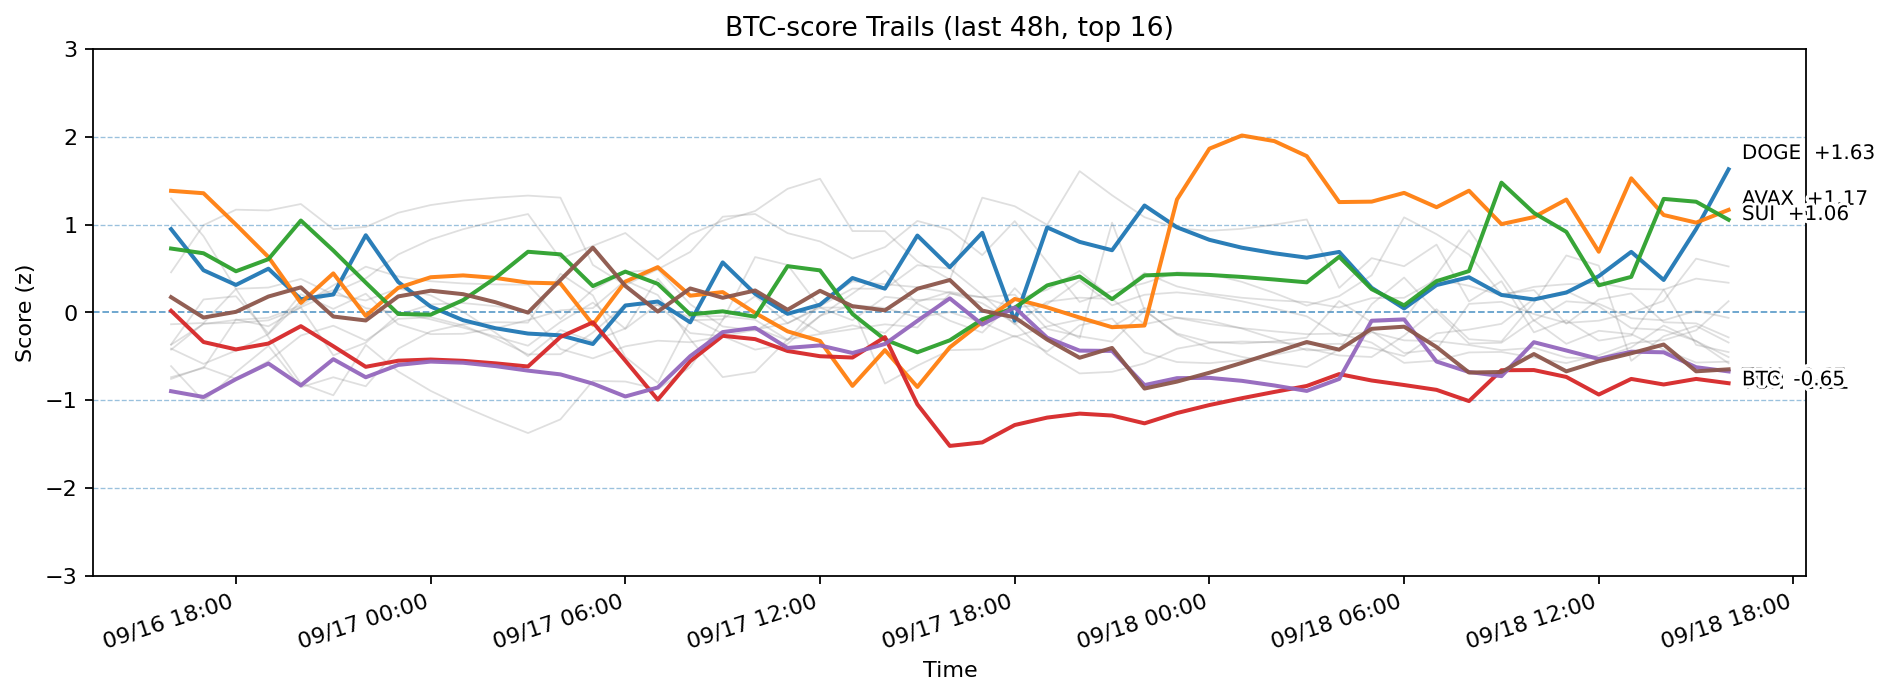 BTC-score Trails (last 48h, top 16)
3
2
1
0
−1
−2
−3
Score (z)
DOGE +1.63
AVAX +1.17
SUI +1.06
BTC -0.65
09/16 18:00
09/17 00:00
09/17 06:00
09/17 12:00
09/17 18:00
09/18 00:00
09/18 06:00
09/18 12:00
09/18 18:00
Time